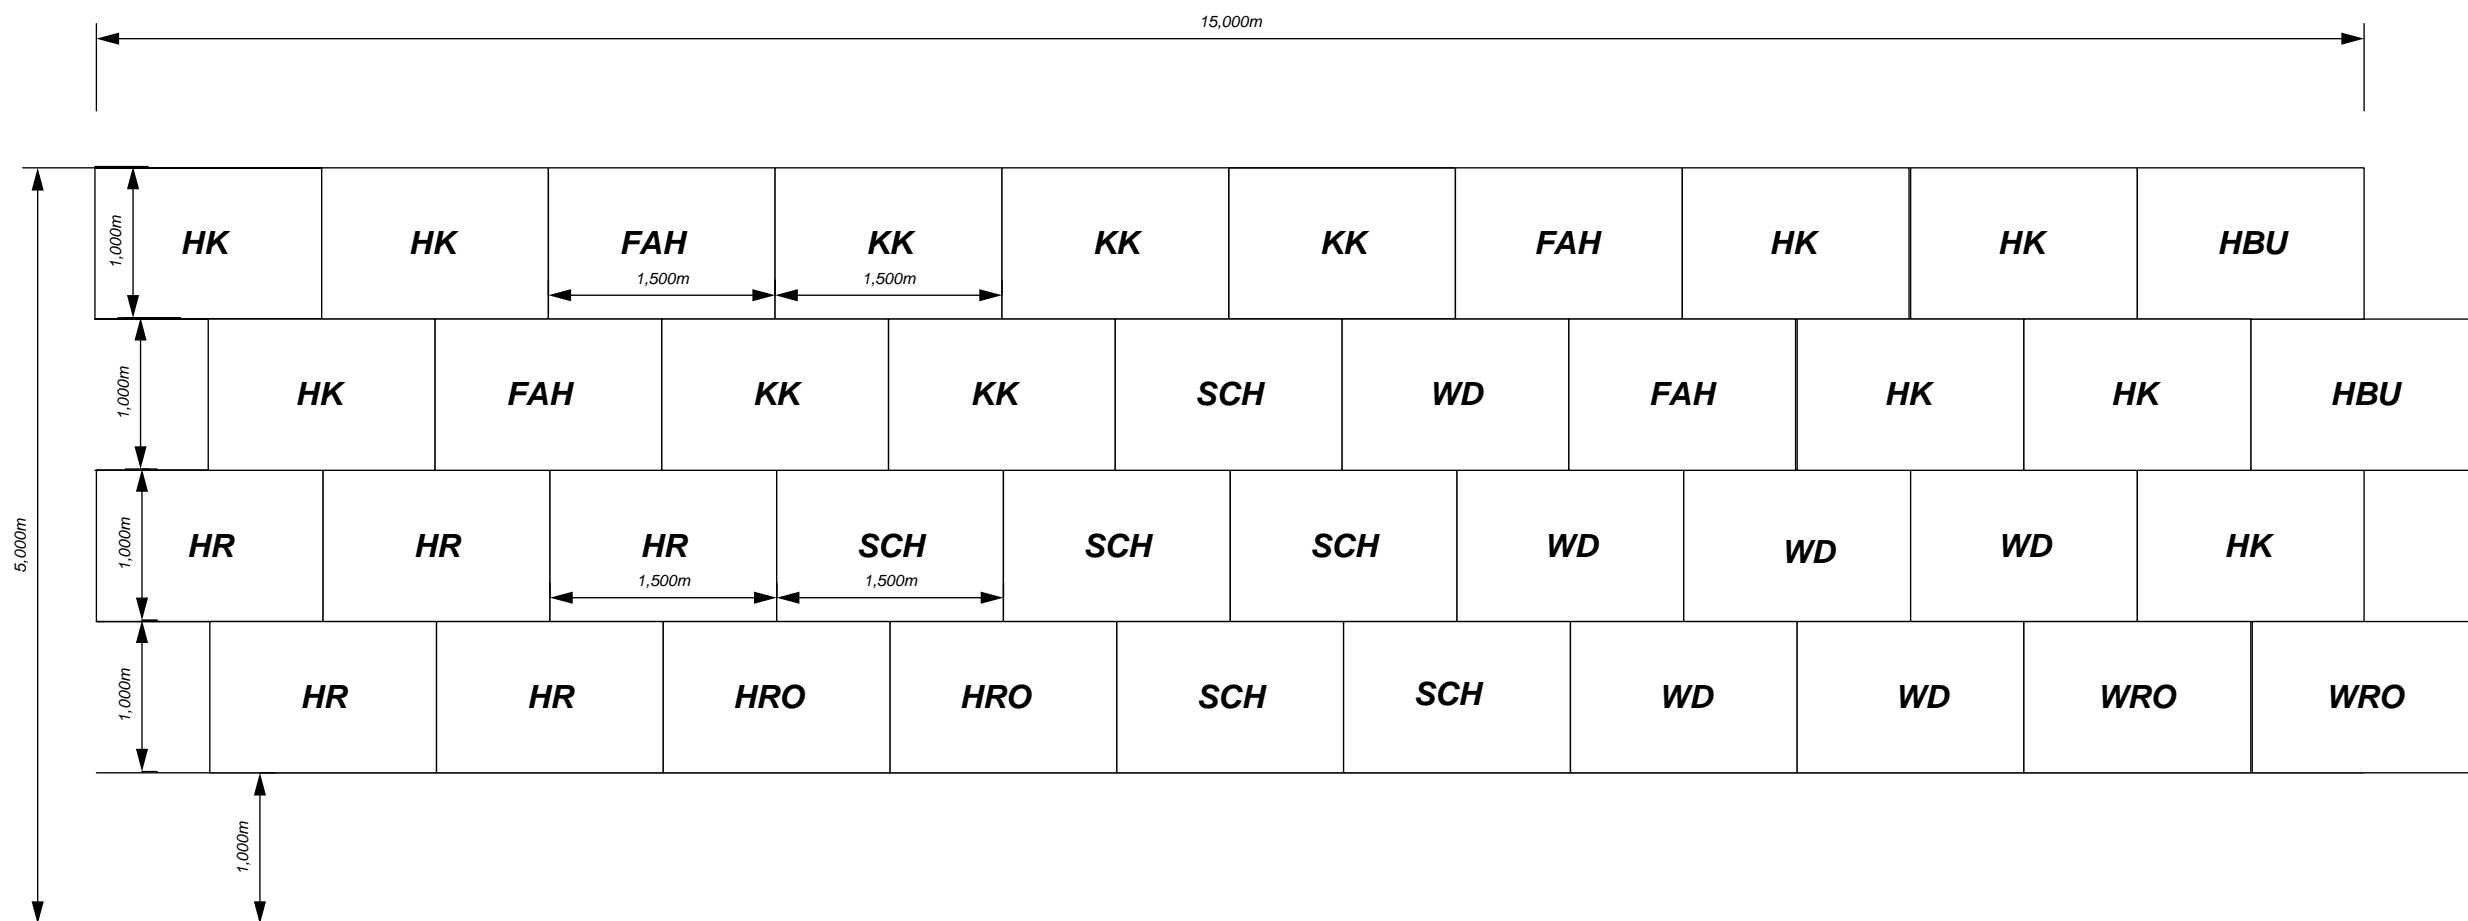 15,000m
HK HK FAH KK KK KK FAH HK HK HBU
1,000m
1,500m 1,500m
HK FAH KK KK SCH WD FAH HK HK HBU
1,000m
5,000m
HR HR HR SCH SCH SCH WD WD WD HK
1,000m
1,500m 1,500m
HR HR HRO HRO SCH SCH WD WD WRO WRO
1,000m
1,000m